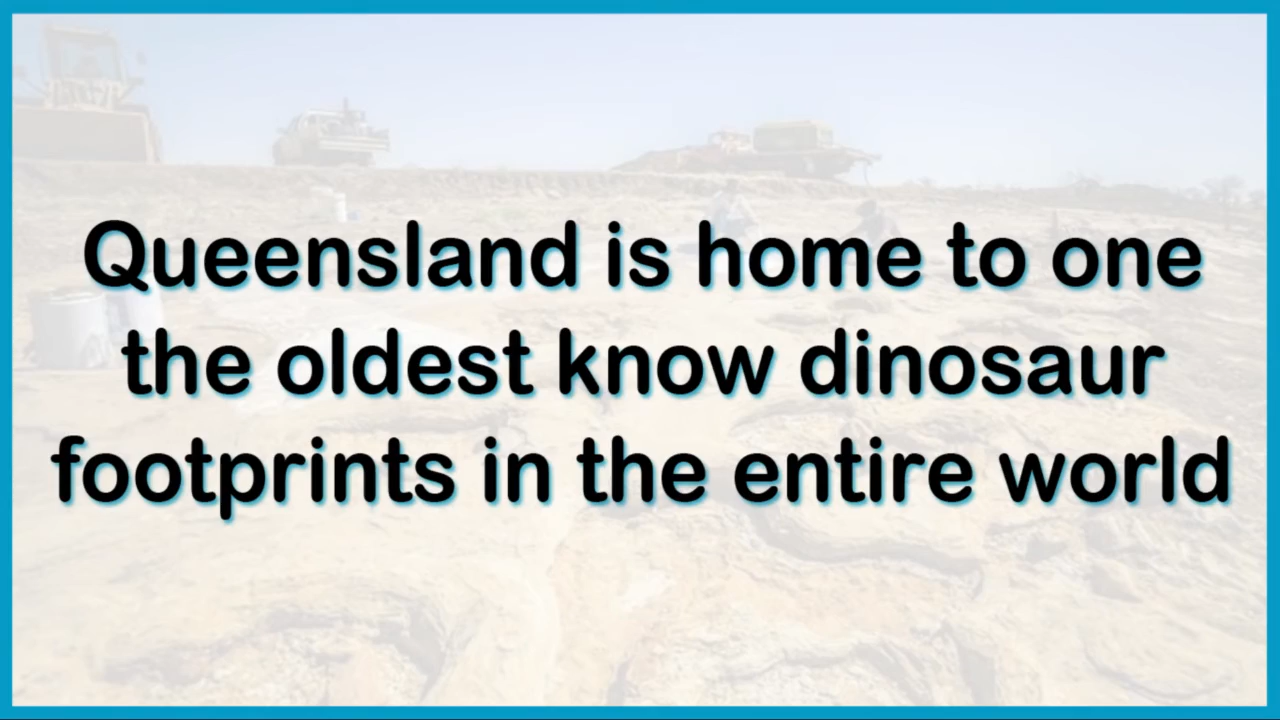 Queensland is home to one
the oldest know dinosaur
footprints in the entire world